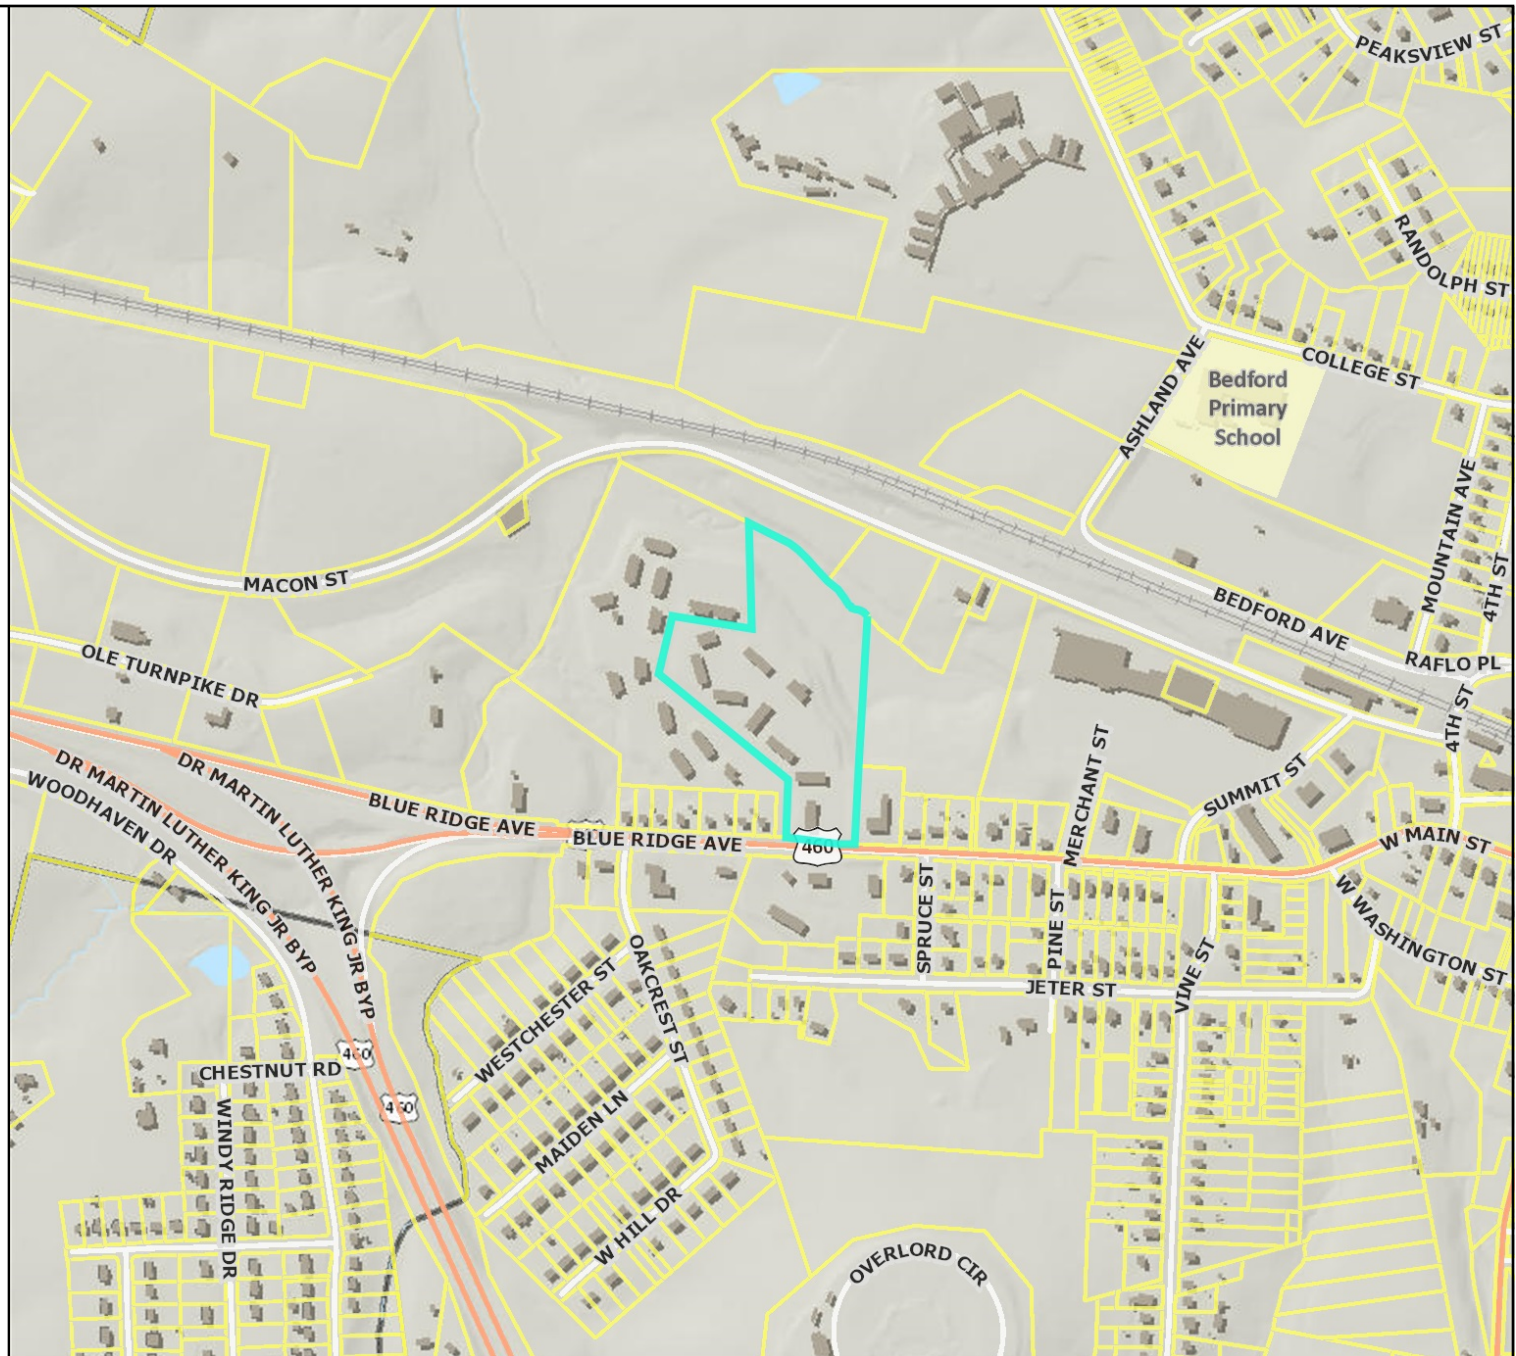 PEAKSVIEW ST
RANDOLPH ST
COLLEGE ST
ASHLAND AVE
Bedford
Primary
School
MOUNTAIN AVE
4TH ST
MACON ST
BEDFORD AVE
RAFLO PL
OLE TURNPIKE DR
4TH ST
MERCHANT ST
SUMMIT ST
DR MARTIN LUTHER KING JR BYP
DR MARTIN LUTHER KING JR BYP
WOODHAVEN DR
BLUE RIDGE AVE
BLUE RIDGE AVE
460
W MAIN ST
W WASHINGTON ST
SPRUCE ST
PINE ST
VINE ST
JETER ST
OAKCREST ST
WESTCHESTER ST
460
CHESTNUT RD
460
MAIDEN LN
WINDY RIDGE DR
W HILL DR
OVERLORD CIR